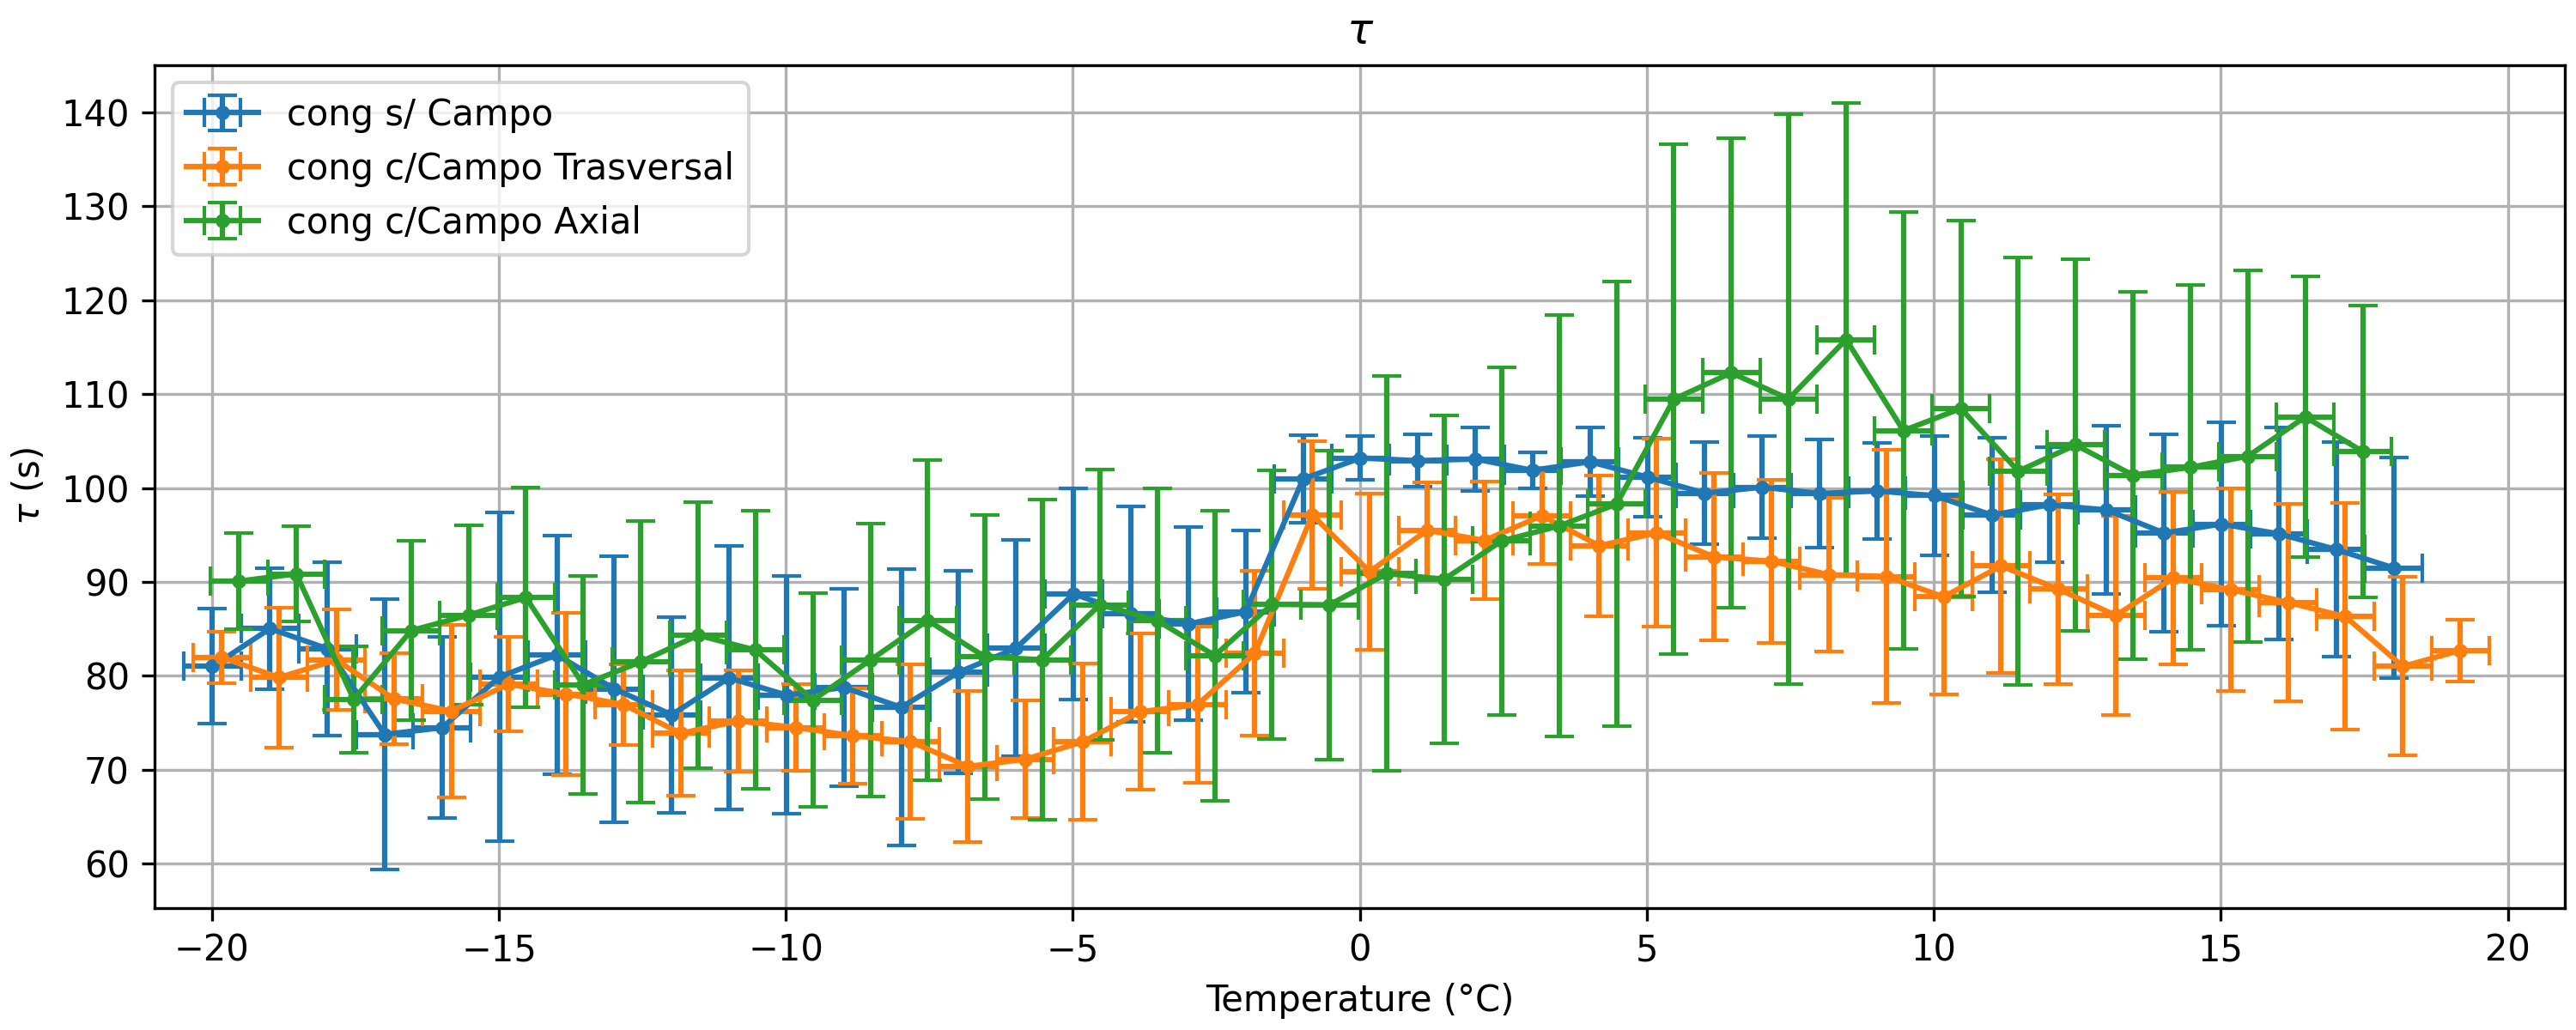 τ
cong s/ Campo
cong c/Campo Trasversal
cong c/Campo Axial
140
130
120
110
100
90
80
70
60
τ (s)
−20 −15 −10 −5 0 5 10 15 20
Temperature (°C)